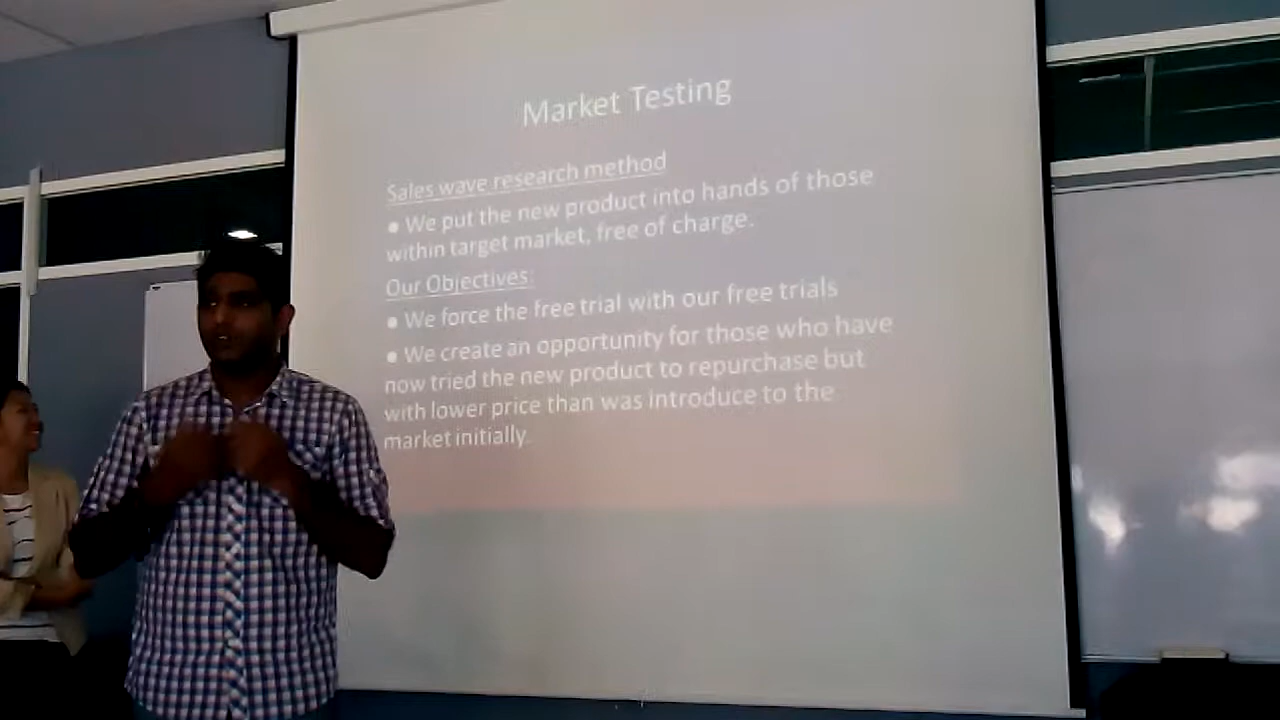 Market Testing
Sales wave research method
● We put the new product into hands of those
within target market, free of charge.
Our Objectives:
● We force the free trial with our free trials
● We create an opportunity for those who have
now tried the new product to repurchase but
with lower price than was introduce to the
market initially.